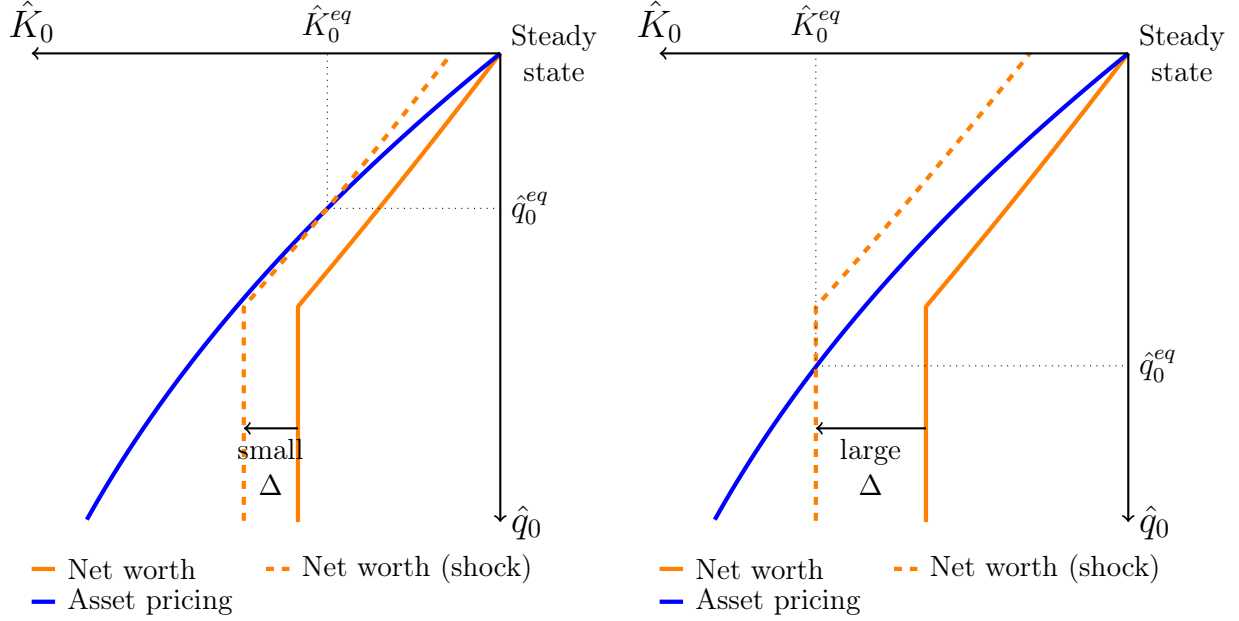 K̂₀
K̂₀^{eq}
Steady
state
q̂₀^{eq}
small
Δ
q̂₀
Net worth
Net worth (shock)
Asset pricing
K̂₀
K̂₀^{eq}
Steady
state
q̂₀^{eq}
large
Δ
q̂₀
Net worth
Net worth (shock)
Asset pricing